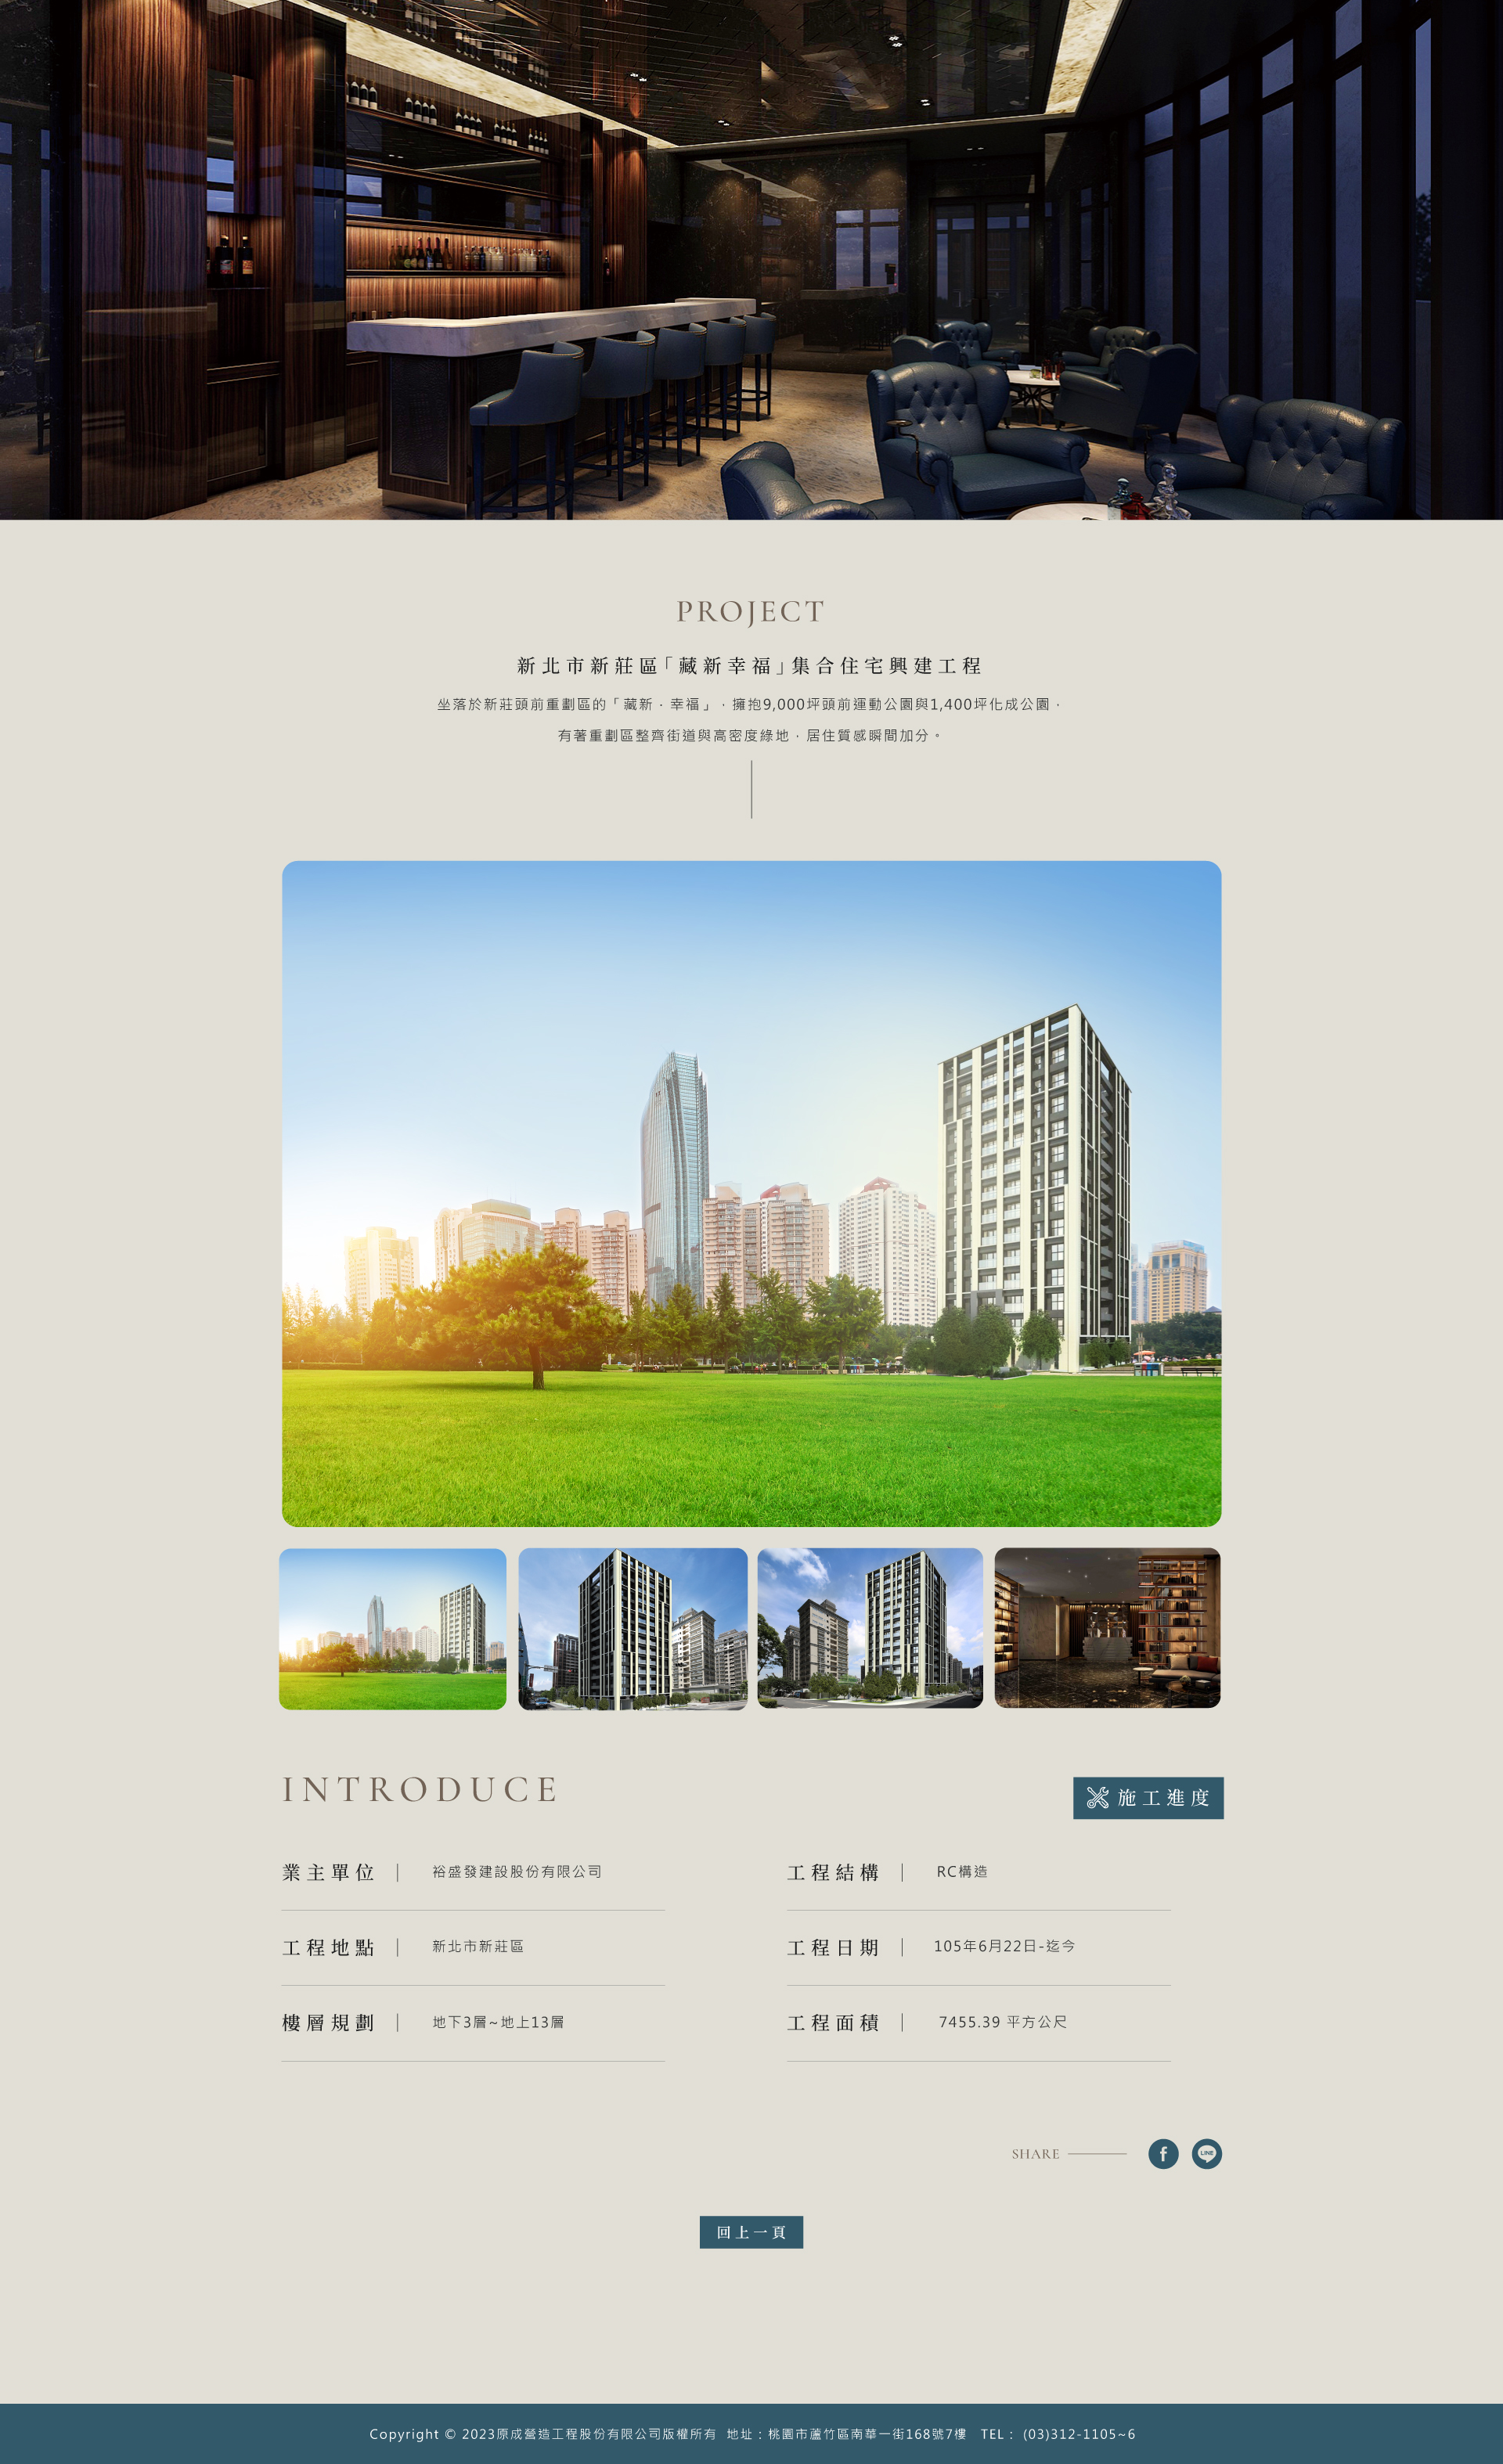 PROJECT
新北市新莊區「藏新幸福」集合住宅興建工程
坐落於新莊頭前重劃區的「藏新．幸福」，擁抱9,000坪頭前運動公園與1,400坪化成公園，
有著重劃區整齊街道與高密度綠地，居住質感瞬間加分。
INTRODUCE
施工進度
業主單位｜ 裕盛發建設股份有限公司
工程結構｜ RC構造
工程地點｜ 新北市新莊區
工程日期｜ 105年6月22日-迄今
樓層規劃｜ 地下3層~地上13層
工程面積｜ 7455.39 平方公尺
SHARE
f
LINE
回上一頁
Copyright © 2023原成營造工程股份有限公司版權所有 地址：桃園市蘆竹區南華一街168號7樓 TEL： (03)312-1105~6